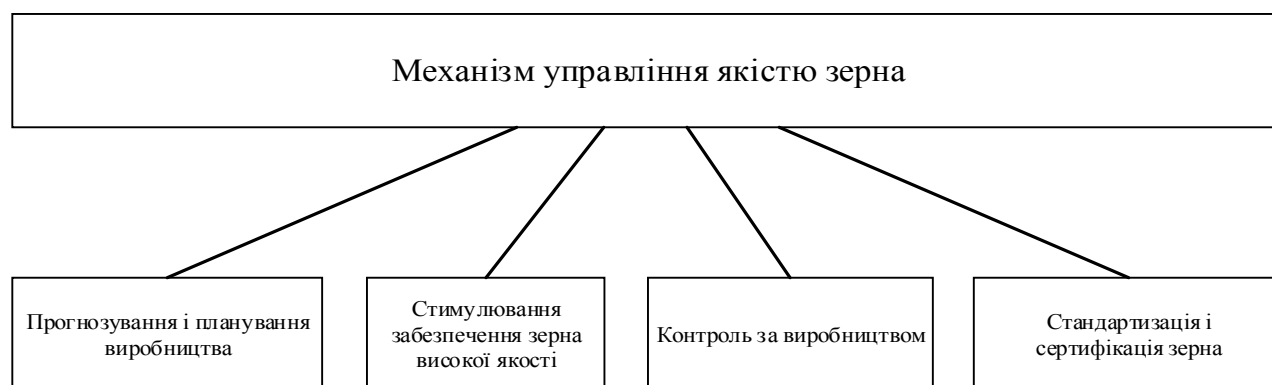 Механізм управління якістю зерна
Прогнозування і планування
виробництва
Стимулювання
забезпечення зерна
високої якості
Контроль за виробництвом
Стандартизація і
сертифікація зерна